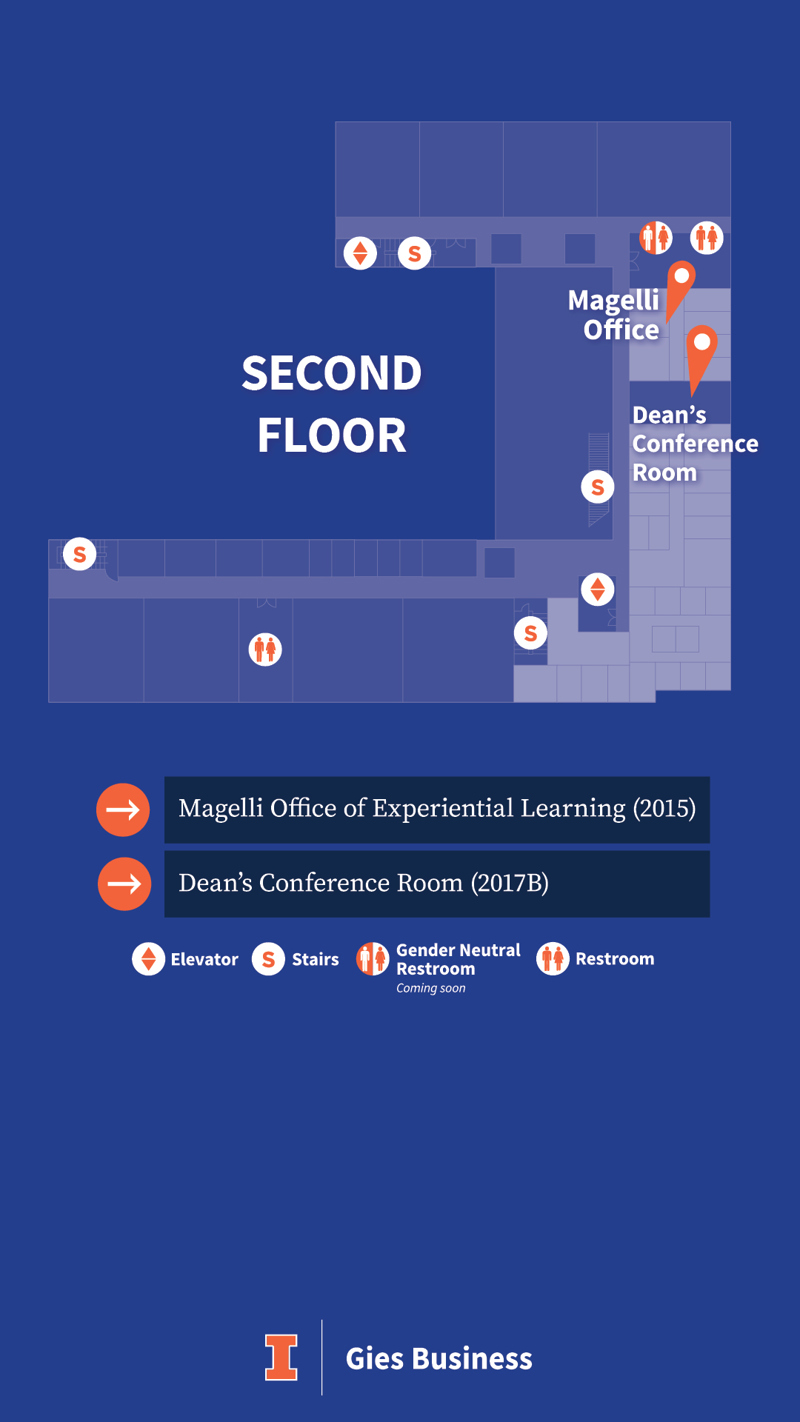 S
Magelli
Office
SECOND
FLOOR
Dean’s
Conference
Room
S
S
S
Magelli Office of Experiential Learning (2015)
Dean’s Conference Room (2017B)
Elevator
S
Stairs
Gender Neutral
Restroom
Coming soon
Restroom
I
Gies Business